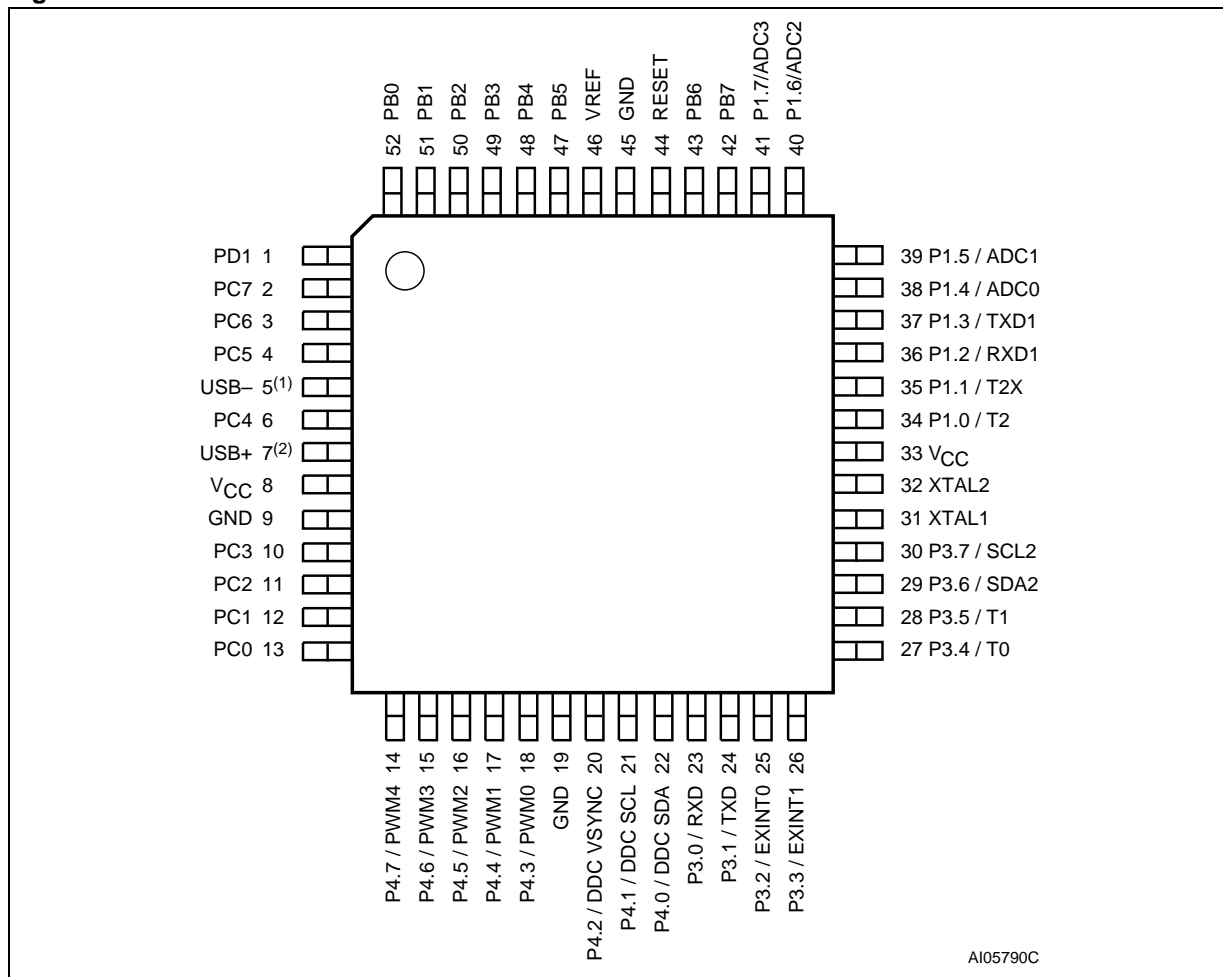 52 PB0
51 PB1
50 PB2
49 PB3
48 PB4
47 PB5
46 VREF
45 GND
44 RESET
43 PB6
42 PB7
41 P1.7/ADC3
40 P1.6/ADC2
PD1 1
PC7 2
PC6 3
PC5 4
USB– 5(1)
PC4 6
USB+ 7(2)
VCC 8
GND 9
PC3 10
PC2 11
PC1 12
PC0 13
39 P1.5 / ADC1
38 P1.4 / ADC0
37 P1.3 / TXD1
36 P1.2 / RXD1
35 P1.1 / T2X
34 P1.0 / T2
33 VCC
32 XTAL2
31 XTAL1
30 P3.7 / SCL2
29 P3.6 / SDA2
28 P3.5 / T1
27 P3.4 / T0
P4.7 / PWM4 14
P4.6 / PWM3 15
P4.5 / PWM2 16
P4.4 / PWM1 17
P4.3 / PWM0 18
GND 19
P4.2 / DDC VSYNC 20
P4.1 / DDC SCL 21
P4.0 / DDC SDA 22
P3.0 / RXD 23
P3.1 / TXD 24
P3.2 / EXINT0 25
P3.3 / EXINT1 26
AI05790C